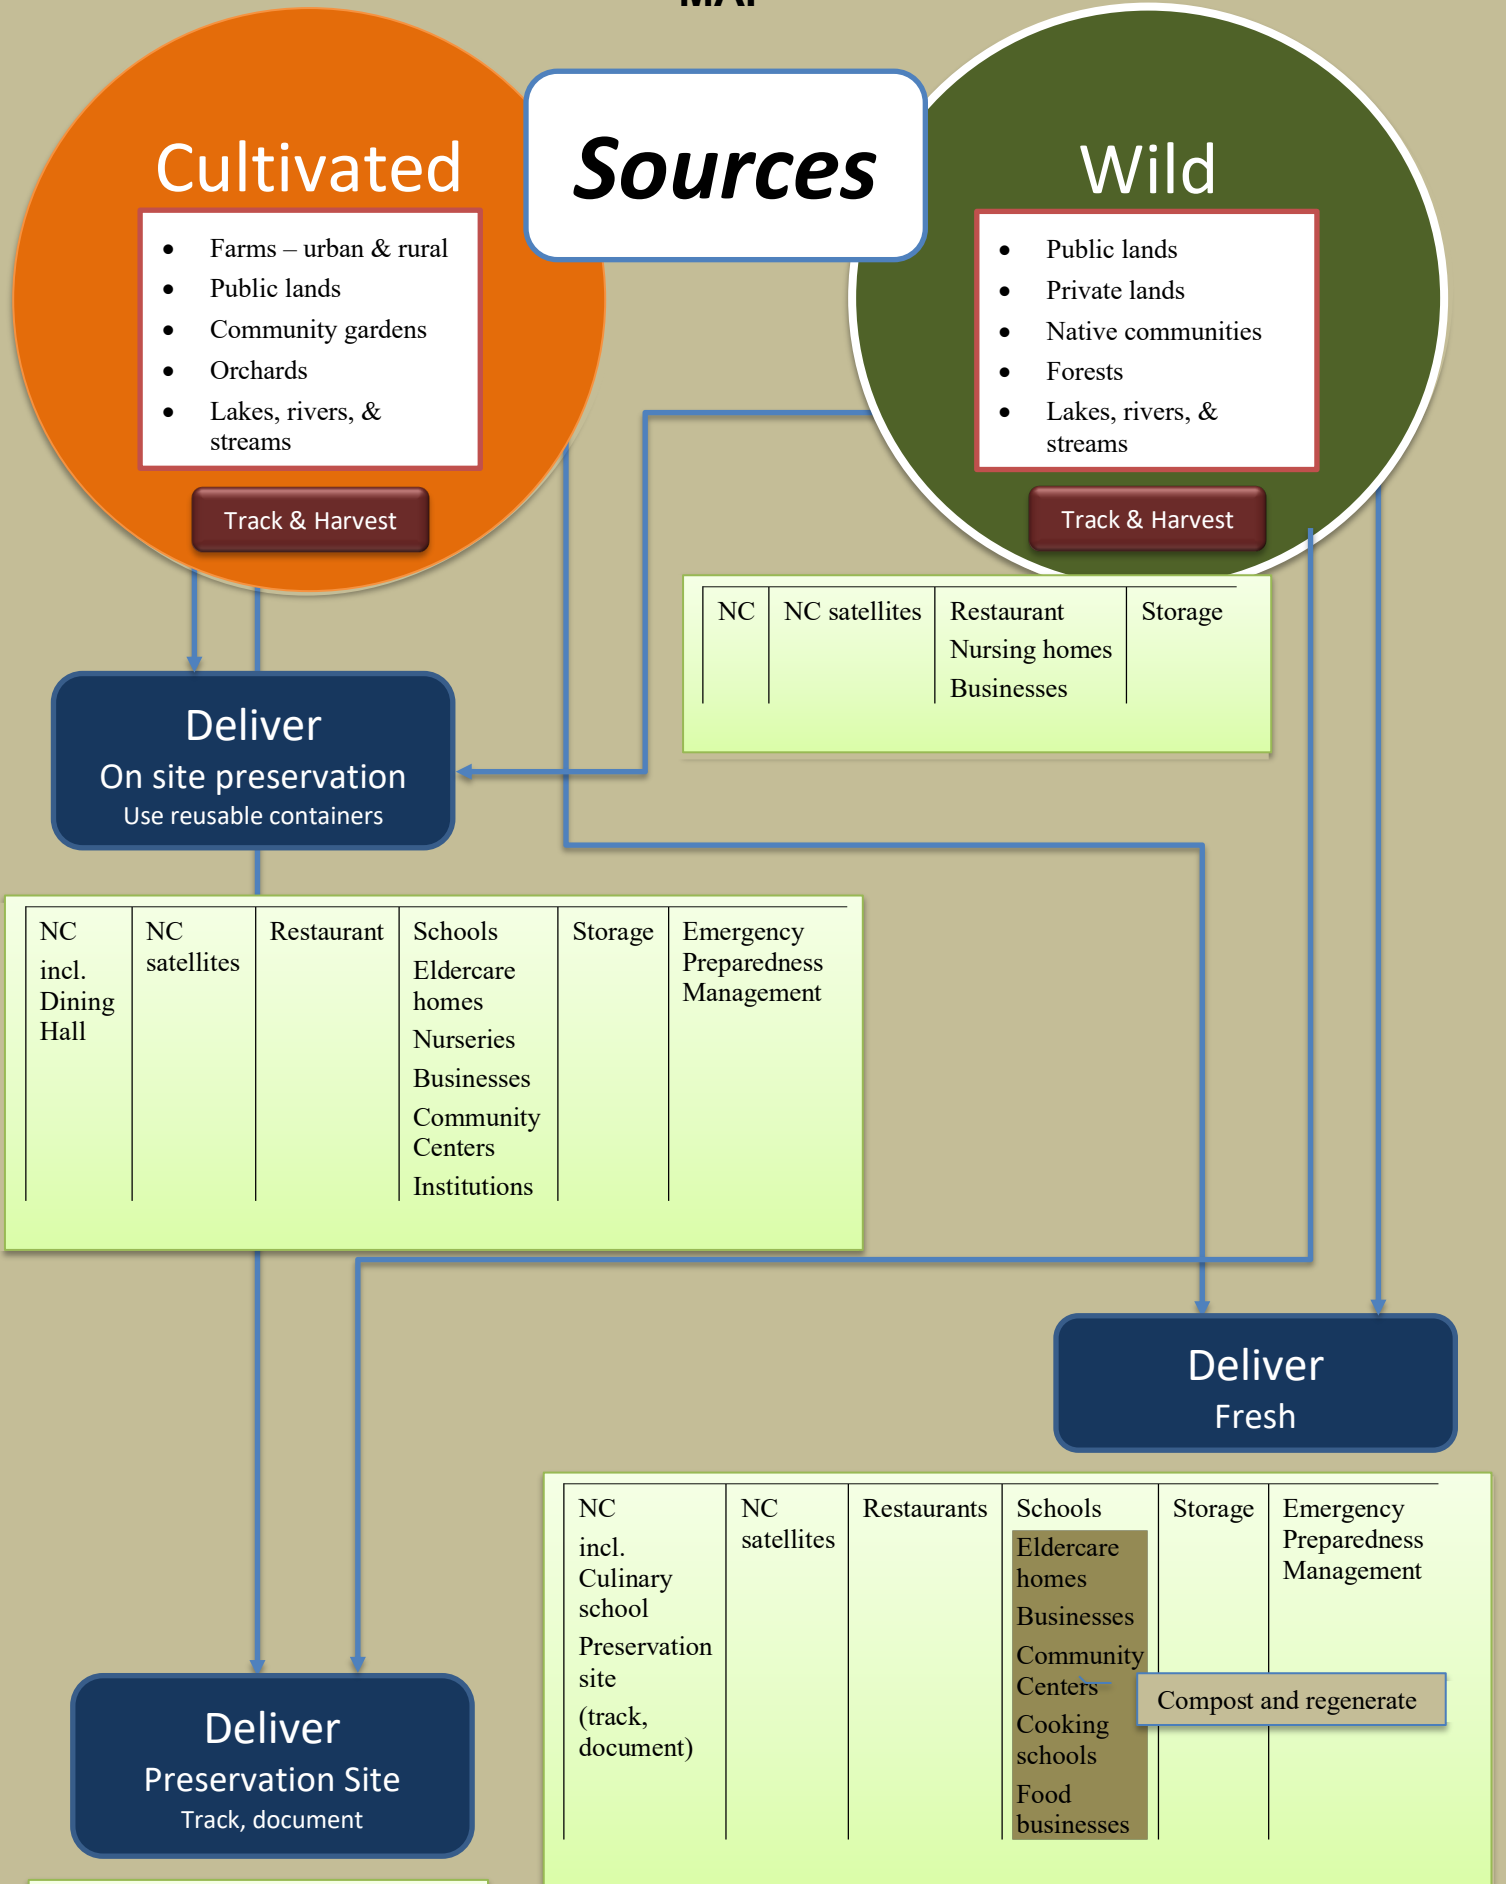 Sources
Cultivated
• Farms – urban & rural
• Public lands
• Community gardens
• Orchards
• Lakes, rivers, &
streams
Track & Harvest
Wild
• Public lands
• Private lands
• Native communities
• Forests
• Lakes, rivers, &
streams
Track & Harvest
NC
NC satellites
Restaurant
Nursing homes
Businesses
Storage
Deliver
On site preservation
Use reusable containers
NC
incl.
Dining
Hall
NC
satellites
Restaurant
Schools
Eldercare
homes
Nurseries
Businesses
Community
Centers
Institutions
Storage
Emergency
Preparedness
Management
Deliver
Fresh
NC
incl.
Culinary
school
Preservation
site
(track,
document)
NC
satellites
Restaurants
Schools
Eldercare
homes
Businesses
Community
Centers
Cooking
schools
Food
businesses
Storage
Emergency
Preparedness
Management
Compost and regenerate
Deliver
Preservation Site
Track, document